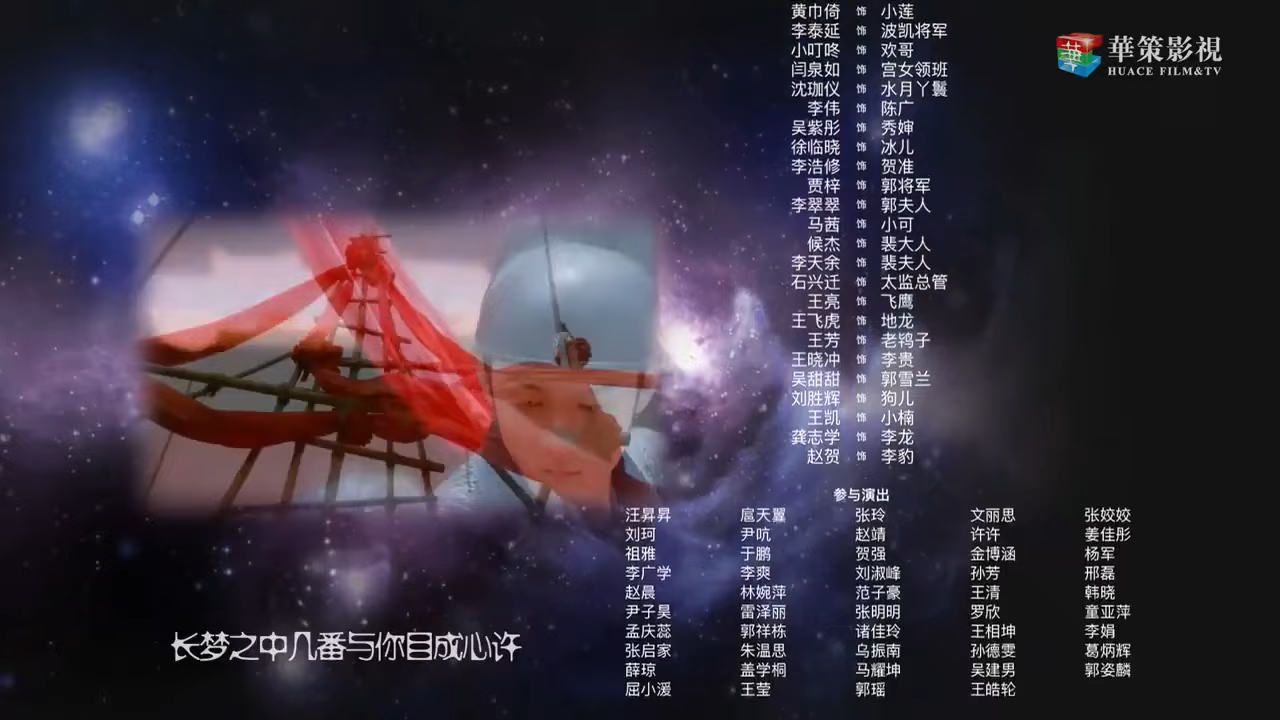 黄巾倚 饰 小莲
李泰延 饰 波凯将军
小叮咚 饰 欢哥
闫泉如 饰 宫女领班
沈珈仪 饰 水月丫鬟
李伟 饰 陈广
吴紫彤 饰 秀婶
徐临晓 饰 冰儿
李浩修 饰 贺准
贾梓 饰 郭将军
李翠翠 饰 郭夫人
马茜 饰 小可
候杰 饰 裴大人
李天余 饰 裴夫人
石兴迁 饰 太监总管
王亮 饰 飞鹰
王飞虎 饰 地龙
王芳 饰 老鸨子
王晓冲 饰 李贵
吴甜甜 饰 郭雪兰
刘胜辉 饰 狗儿
王凯 饰 小楠
龚志学 饰 李龙
赵贺 饰 李豹
華策影視
HUACE FILM&TV
参与演出
汪昇昇 扈天翼 张玲 文丽思 张姣姣
刘珂 尹吭 赵靖 许许 姜佳彤
祖雅 于鹏 贺强 金博涵 杨军
李广学 李爽 刘淑峰 孙芳 邢磊
赵晨 林婉萍 范子豪 王清 韩晓
尹子昊 雷泽丽 张明明 罗欣 童亚萍
孟庆蕊 郭祥栋 诸佳玲 王相坤 李娟
张启家 朱温思 乌振南 孙德雯 葛炳辉
薛琼 盖学桐 马耀坤 吴建男 郭姿麟
屈小湲 王莹 郭瑶 王皓轮
长梦之中几番与你目成心许